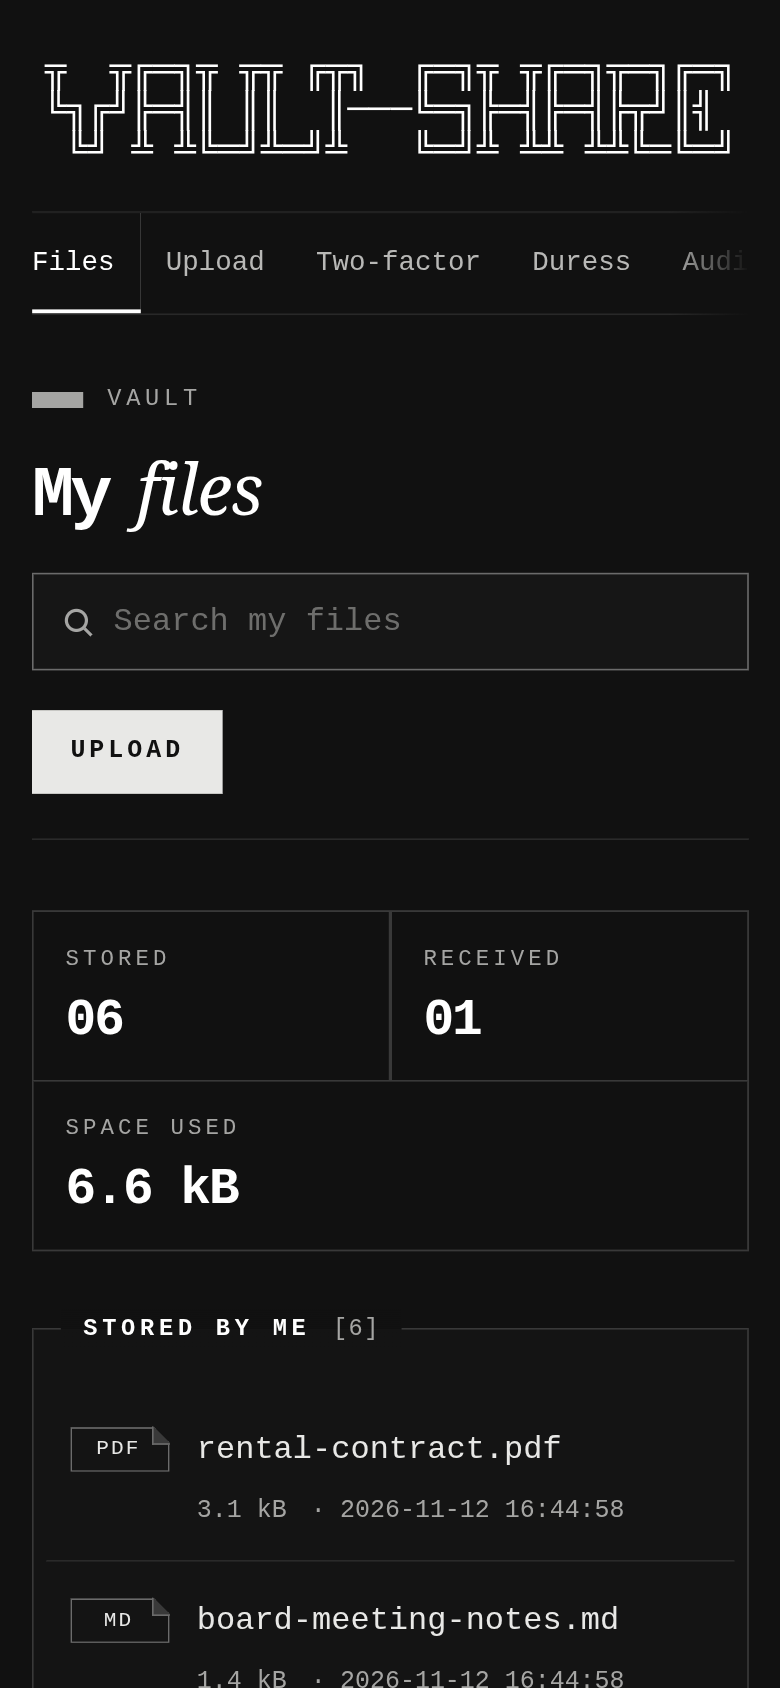 VAULT—SHARE
Files Upload Two-factor Duress Audi
VAULT
My files
Search my files
UPLOAD
STORED RECEIVED
06 01
SPACE USED
6.6 kB
STORED BY ME [6]
PDF rental-contract.pdf
3.1 kB · 2026-11-12 16:44:58
MD board-meeting-notes.md
1.4 kB · 2026-11-12 16:44:58